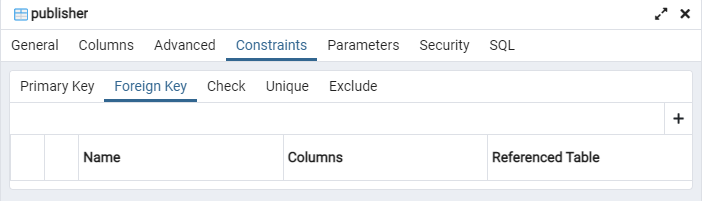 publisher
General Columns Advanced Constraints Parameters Security SQL
Primary Key Foreign Key Check Unique Exclude
Name Columns Referenced Table